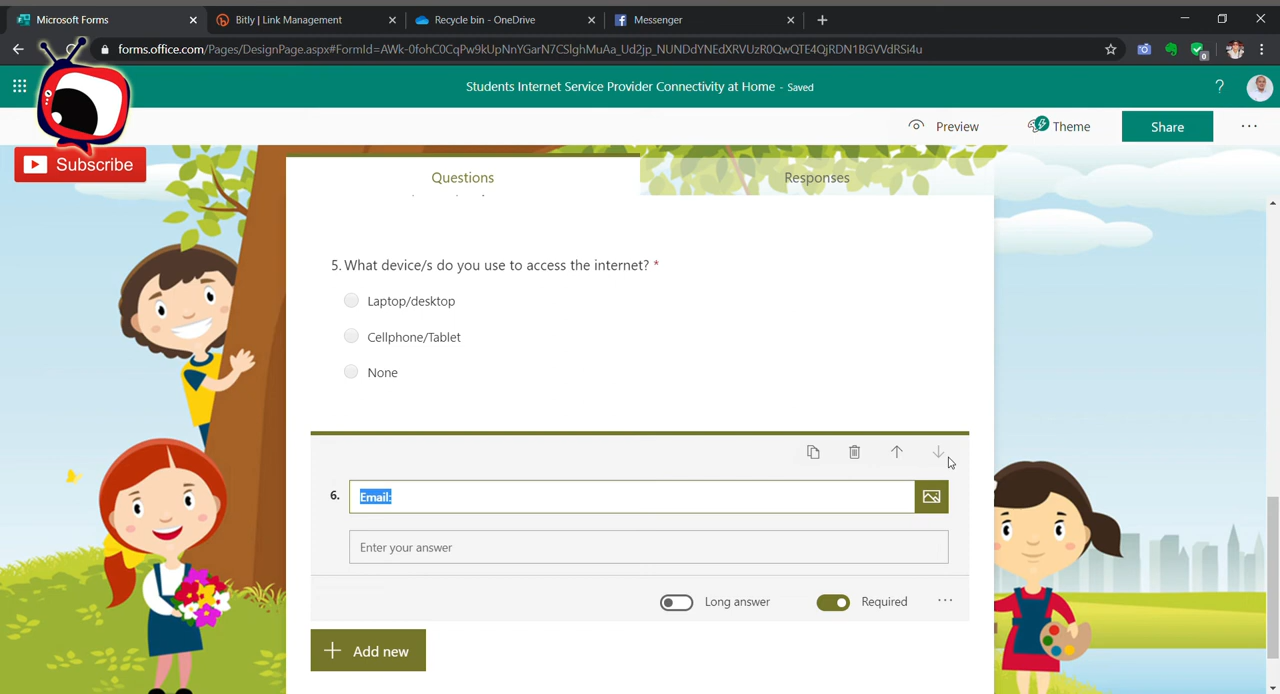 Microsoft Forms
Bitly | Link Management
Recycle bin - OneDrive
Messenger
forms.office.com/Pages/DesignPage.aspx#FormId=AWk-0fohC0CqPw9kUpNnYGarN7CSlghMuAa_Ud2jp_NUNDdYNEdXRVUzR0QwQTE4QjRDN1BGVVdRSi4u
Students Internet Service Provider Connectivity at Home - Saved
?
Preview
Theme
Share
Subscribe
Questions
Responses
5. What device/s do you use to access the internet? *
Laptop/desktop
Cellphone/Tablet
None
6. Email:
Enter your answer
Long answer
Required
Add new